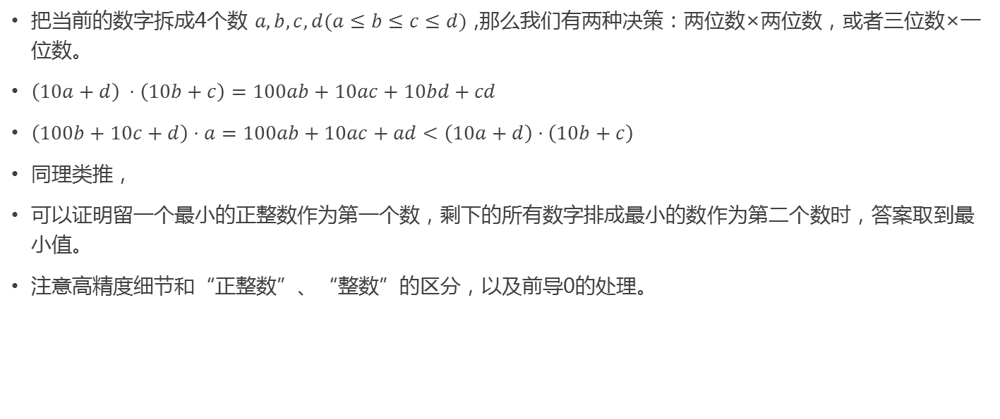 • 把当前的数字拆成4个数 a, b, c, d(a ≤ b ≤ c ≤ d) ,那么我们有两种决策：两位数×两位数，或者三位数×一
位数。
• (10a + d) · (10b + c) = 100ab + 10ac + 10bd + cd
• (100b + 10c + d) · a = 100ab + 10ac + ad < (10a + d) · (10b + c)
• 同理类推，
• 可以证明留一个最小的正整数作为第一个数，剩下的所有数字排成最小的数作为第二个数时，答案取到最
小值。
• 注意高精度细节和“正整数”、“整数”的区分，以及前导0的处理。